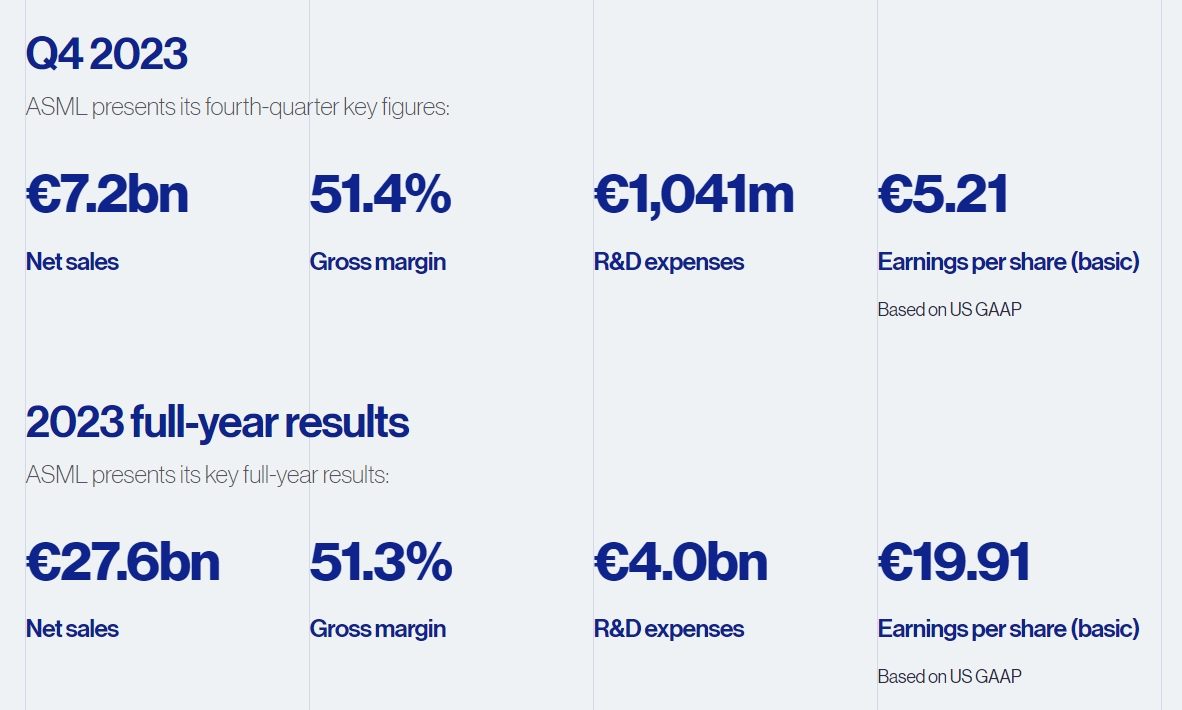 Q4 2023
ASML presents its fourth-quarter key figures:
€7.2bn
51.4%
€1,041m
€5.21
Net sales
Gross margin
R&D expenses
Earnings per share (basic)
Based on US GAAP
2023 full-year results
ASML presents its key full-year results:
€27.6bn
51.3%
€4.0bn
€19.91
Net sales
Gross margin
R&D expenses
Earnings per share (basic)
Based on US GAAP